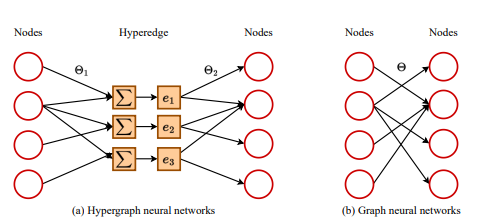 Nodes Hyperedge Nodes Nodes Nodes
Θ₁ Θ₂ Θ
∑ e₁
∑ e₂
∑ e₃
(a) Hypergraph neural networks (b) Graph neural networks